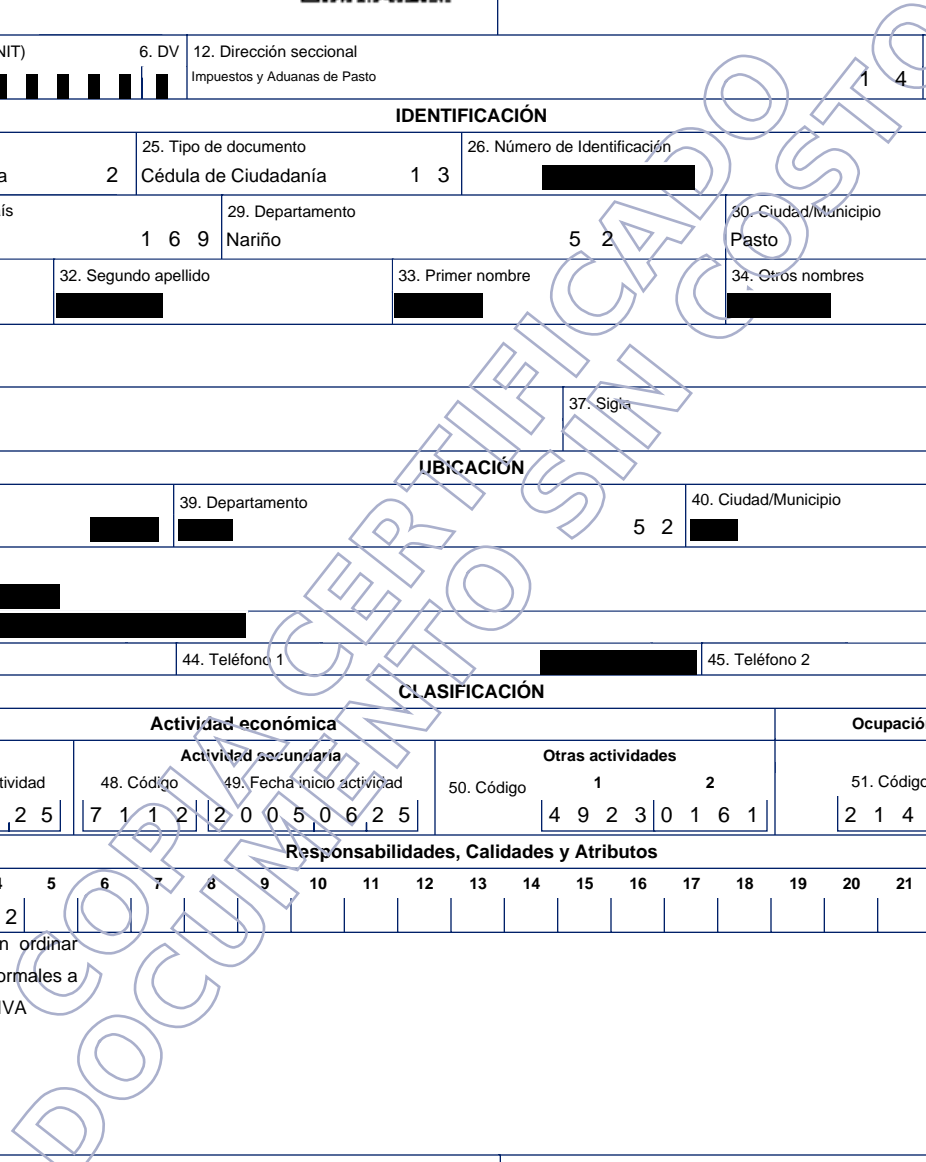 NIT) 6. DV 12. Dirección seccional
Impuestos y Aduanas de Pasto 1 4
IDENTIFICACIÓN
25. Tipo de documento 26. Número de Identificación
a 2 Cédula de Ciudadanía 1 3
ís 29. Departamento 30. Ciudad/Municipio
1 6 9 Nariño 5 2 Pasto
32. Segundo apellido 33. Primer nombre 34. Otros nombres
37. Sigla
UBICACIÓN
39. Departamento 40. Ciudad/Municipio
5 2
44. Teléfono 1 45. Teléfono 2
CLASIFICACIÓN
Actividad económica Ocupació
Actividad secundaria Otras actividades
tividad 48. Código 49. Fecha inicio actividad 50. Código 1 2 51. Código
2 5 7 1 1 2 2 0 0 5 0 6 2 5 4 9 2 3 0 1 6 1 2 1 4
Responsabilidades, Calidades y Atributos
5 6 7 8 9 10 11 12 13 14 15 16 17 18 19 20 21
2
n ordinar
ormales a
IVA
COPIA CERTIFICADO
DOCUMENTO SIN COSTO